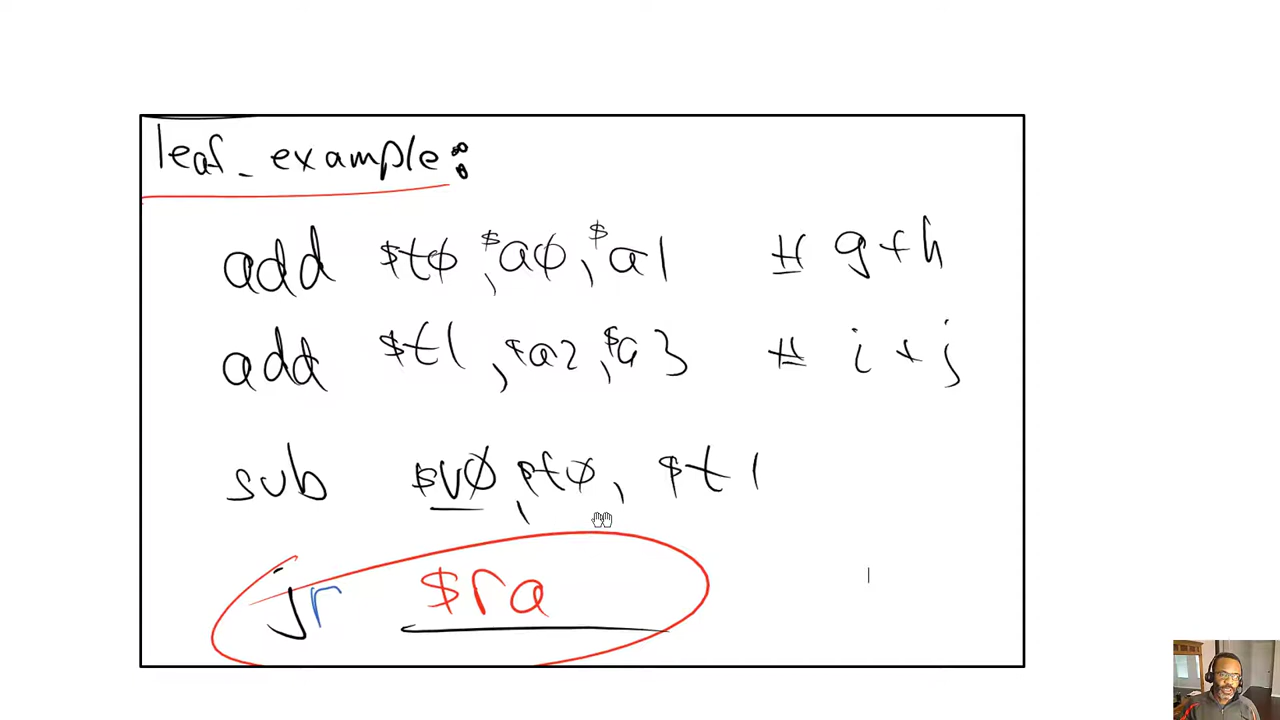 leaf_example:
add $t0, $a0, $a1 # g+h
add $t1, $a2, $a3 # i+j
sub $v0, $t0, $t1
jr $ra